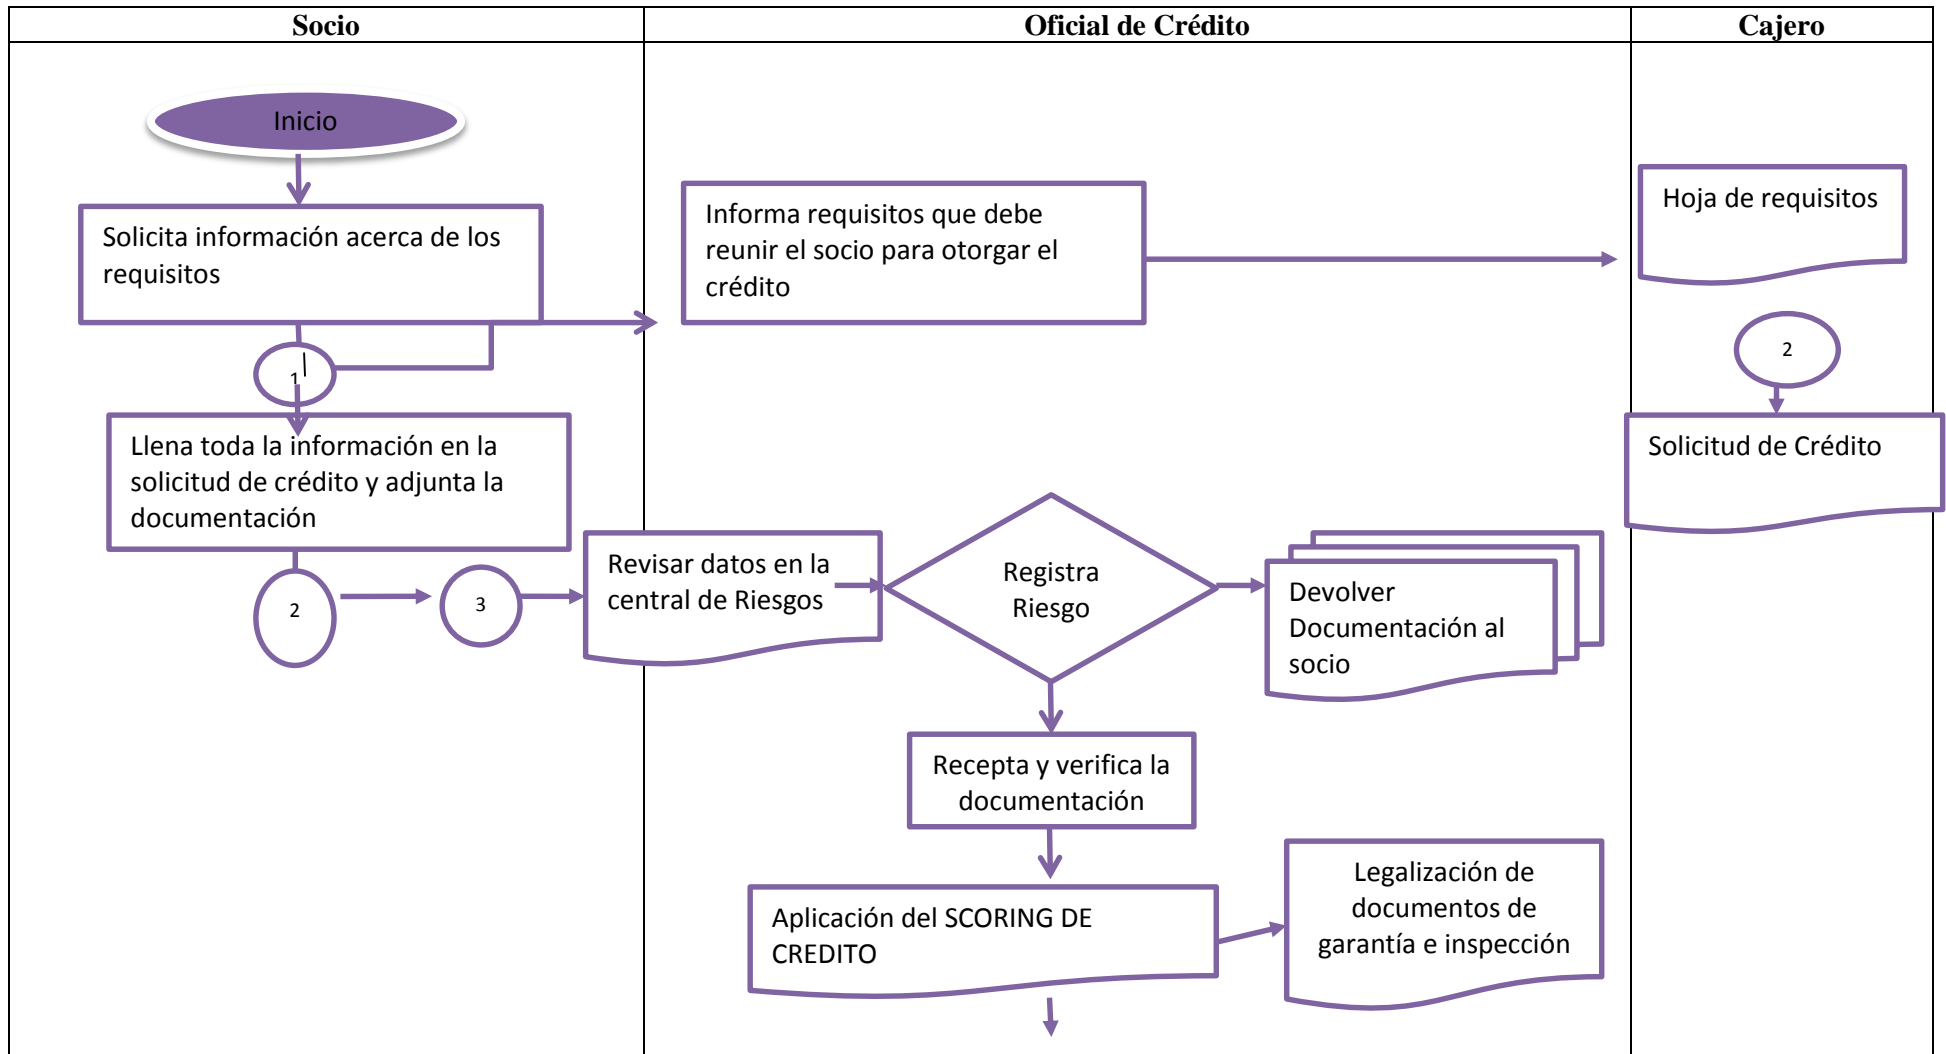 Socio
Oficial de Crédito
Cajero
Inicio
Solicita información acerca de los
requisitos
Informa requisitos que debe
reunir el socio para otorgar el
crédito
Hoja de requisitos
1
2
Llena toda la información en la
solicitud de crédito y adjunta la
documentación
Solicitud de Crédito
2
3
Revisar datos en la
central de Riesgos
Registra
Riesgo
Devolver
Documentación al
socio
Recepta y verifica la
documentación
Aplicación del SCORING DE
CREDITO
Legalización de
documentos de
garantía e inspección